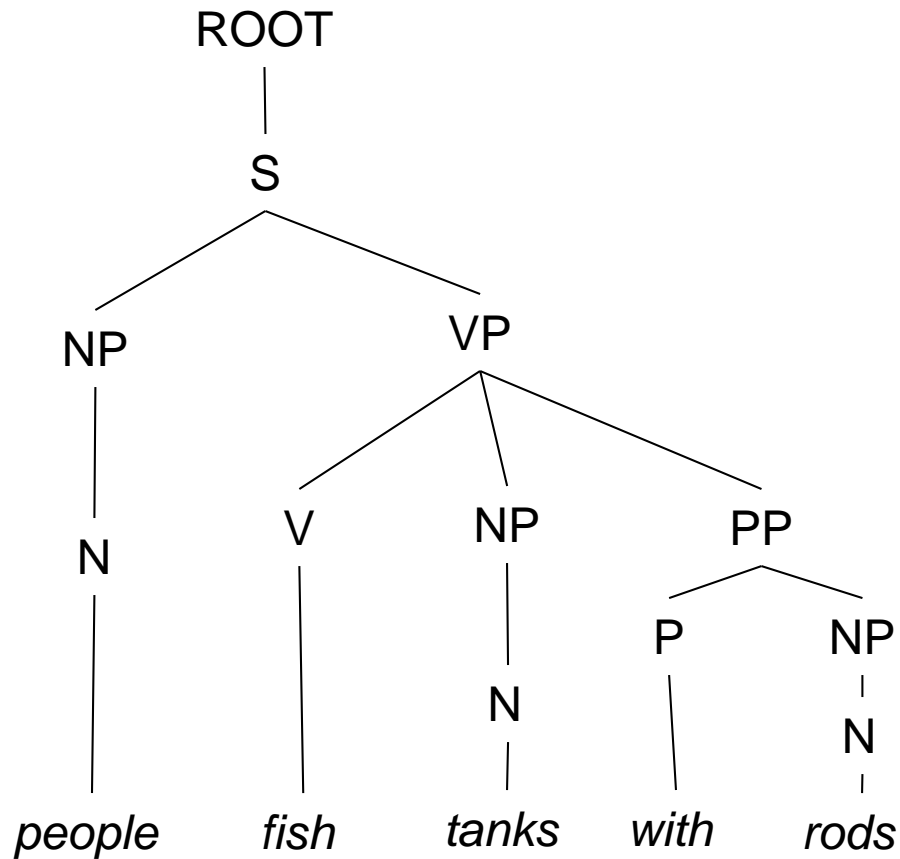 ROOT
S
NP VP
N V NP PP
P NP
N N
people fish tanks with rods